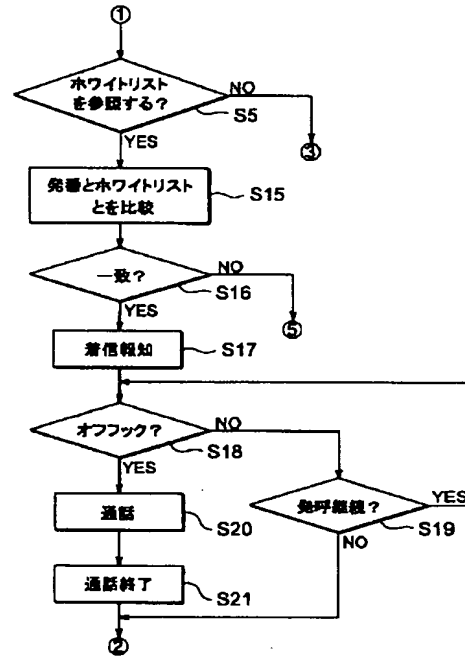 ①
ホワイトリスト
を参照する?
NO
S5
YES
③
発番とホワイトリスト
とを比較
S15
一致?
NO
S16
YES
⑤
着信報知
S17
オフフック?
NO
S18
YES
通話
S20
発呼継続?
YES
S19
NO
通話終了
S21
②